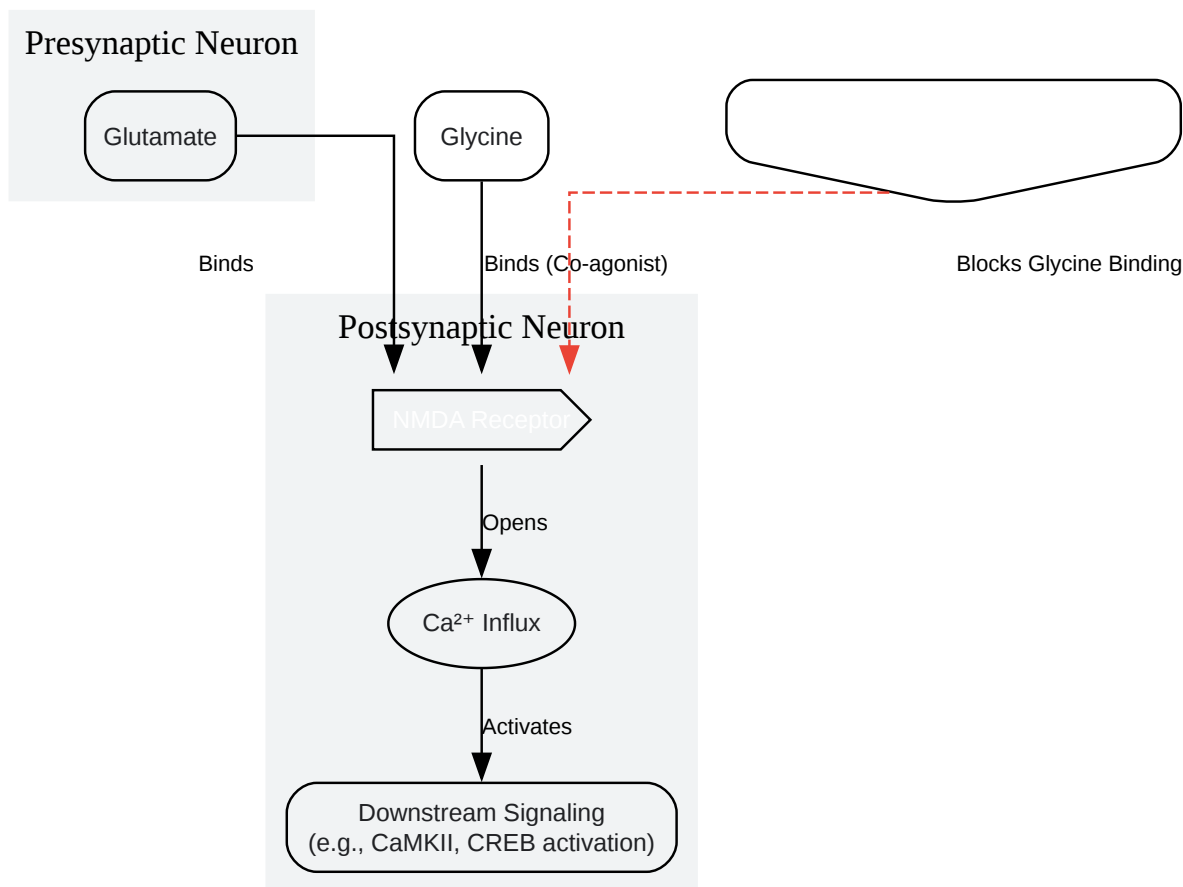 Presynaptic Neuron
Glutamate
Glycine
Binds
Binds (Co-agonist)
Blocks Glycine Binding
Postsynaptic Neuron
NMDA Receptor
Opens
Ca²⁺ Influx
Activates
Downstream Signaling
(e.g., CaMKII, CREB activation)